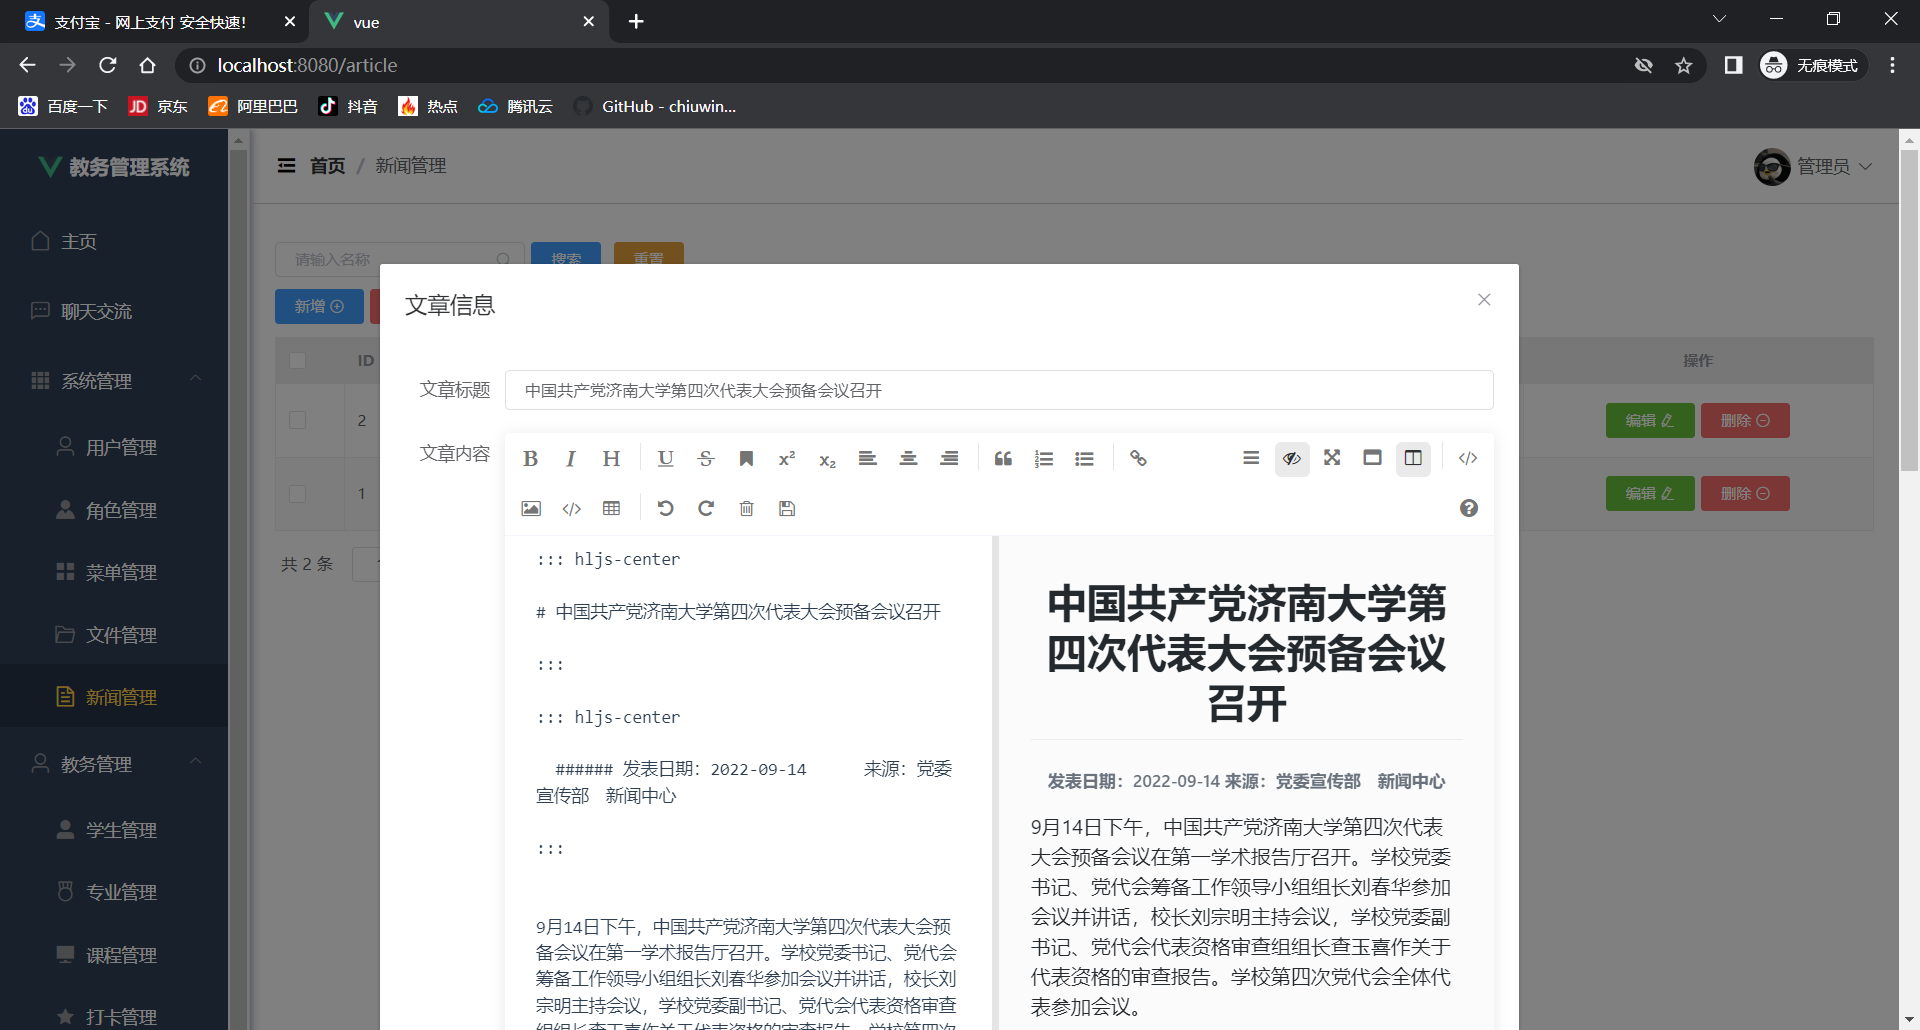 支付宝 - 网上支付 安全快速!
vue
localhost:8080/article
无痕模式
百度一下
JD 京东
阿里巴巴
抖音
热点
腾讯云
GitHub - chiuwin...
教务管理系统
首页 / 新闻管理
管理员
主页
聊天交流
系统管理
用户管理
角色管理
菜单管理
文件管理
新闻管理
教务管理
学生管理
专业管理
课程管理
打卡管理
请输入名称
搜索
重置
新增
ID
操作
2
编辑
删除
1
编辑
删除
共 2 条
文章信息
文章标题
中国共产党济南大学第四次代表大会预备会议召开
文章内容
::: hljs-center
# 中国共产党济南大学第四次代表大会预备会议召开
:::
::: hljs-center
###### 发表日期：2022-09-14 来源：党委
宣传部 新闻中心
:::
9月14日下午，中国共产党济南大学第四次代表大会预
备会议在第一学术报告厅召开。学校党委书记、党代会
筹备工作领导小组组长刘春华参加会议并讲话，校长刘
宗明主持会议，学校党委副书记、党代会代表资格审查
组组长查玉喜作关于代表资格的审查报告。学校第四次
中国共产党济南大学第
四次代表大会预备会议
召开
发表日期：2022-09-14 来源：党委宣传部 新闻中心
9月14日下午，中国共产党济南大学第四次代表
大会预备会议在第一学术报告厅召开。学校党委
书记、党代会筹备工作领导小组组长刘春华参加
会议并讲话，校长刘宗明主持会议，学校党委副
书记、党代会代表资格审查组组长查玉喜作关于
代表资格的审查报告。学校第四次党代会全体代
表参加会议。